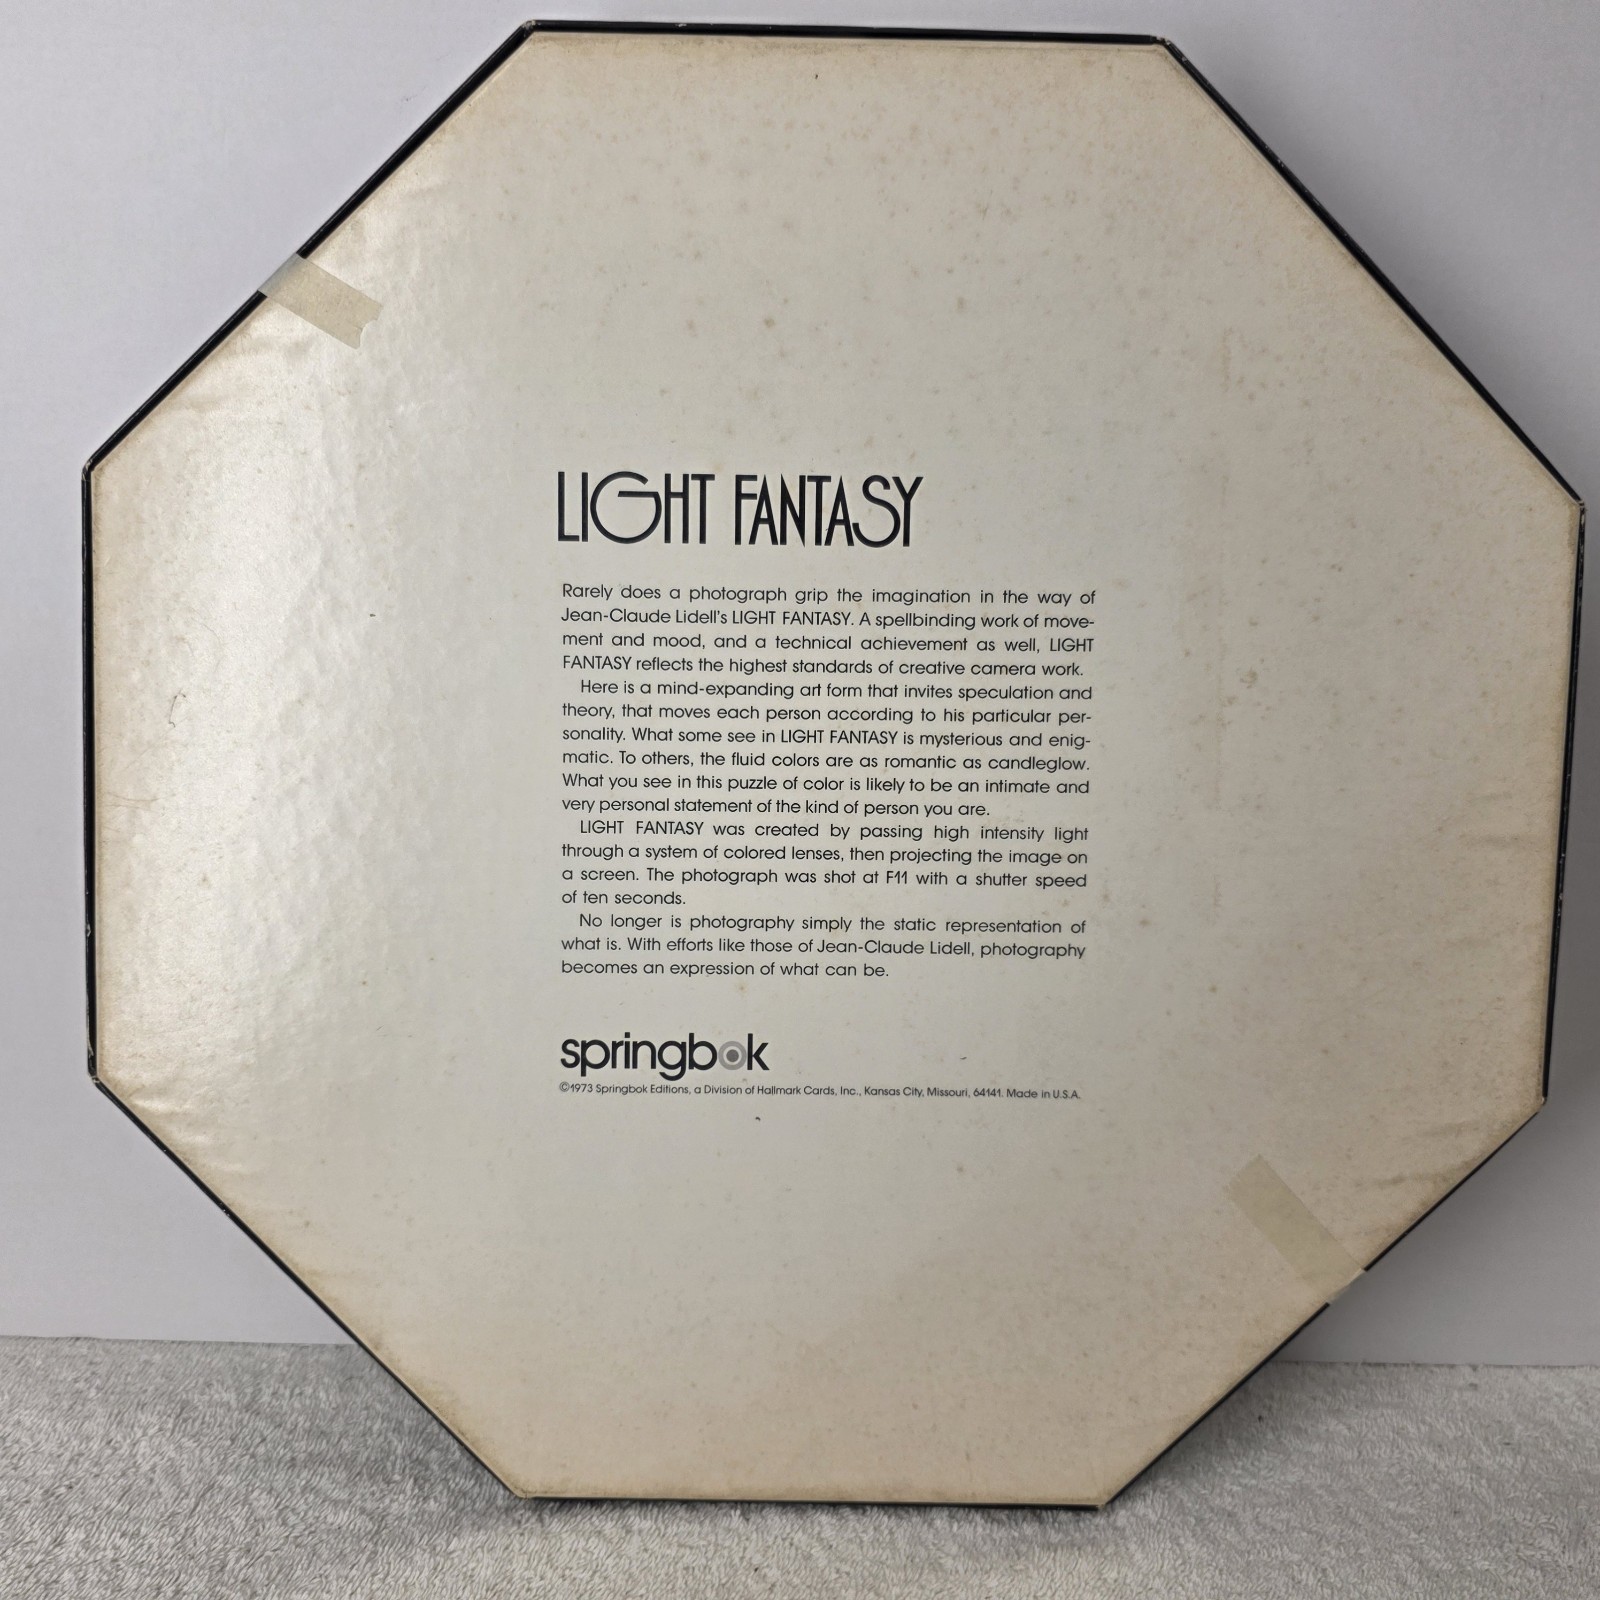 LIGHT FANTASY
Rarely does a photograph grip the imagination in the way of
Jean-Claude Lidell's LIGHT FANTASY. A spellbinding work of move-
ment and mood, and a technical achievement as well, LIGHT
FANTASY reflects the highest standards of creative camera work.
Here is a mind-expanding art form that invites speculation and
theory, that moves each person according to his particular per-
sonality. What some see in LIGHT FANTASY is mysterious and enig-
matic. To others, the fluid colors are as romantic as candleglow.
What you see in this puzzle of color is likely to be an intimate and
very personal statement of the kind of person you are.
LIGHT FANTASY was created by passing high intensity light
through a system of colored lenses, then projecting the image on
a screen. The photograph was shot at F11 with a shutter speed
of ten seconds.
No longer is photography simply the static representation of
what is. With efforts like those of Jean-Claude Lidell, photography
becomes an expression of what can be.
springbok
©1973 Springbok Editions, a Division of Hallmark Cards, Inc., Kansas City, Missouri, 64141. Made in U.S.A.